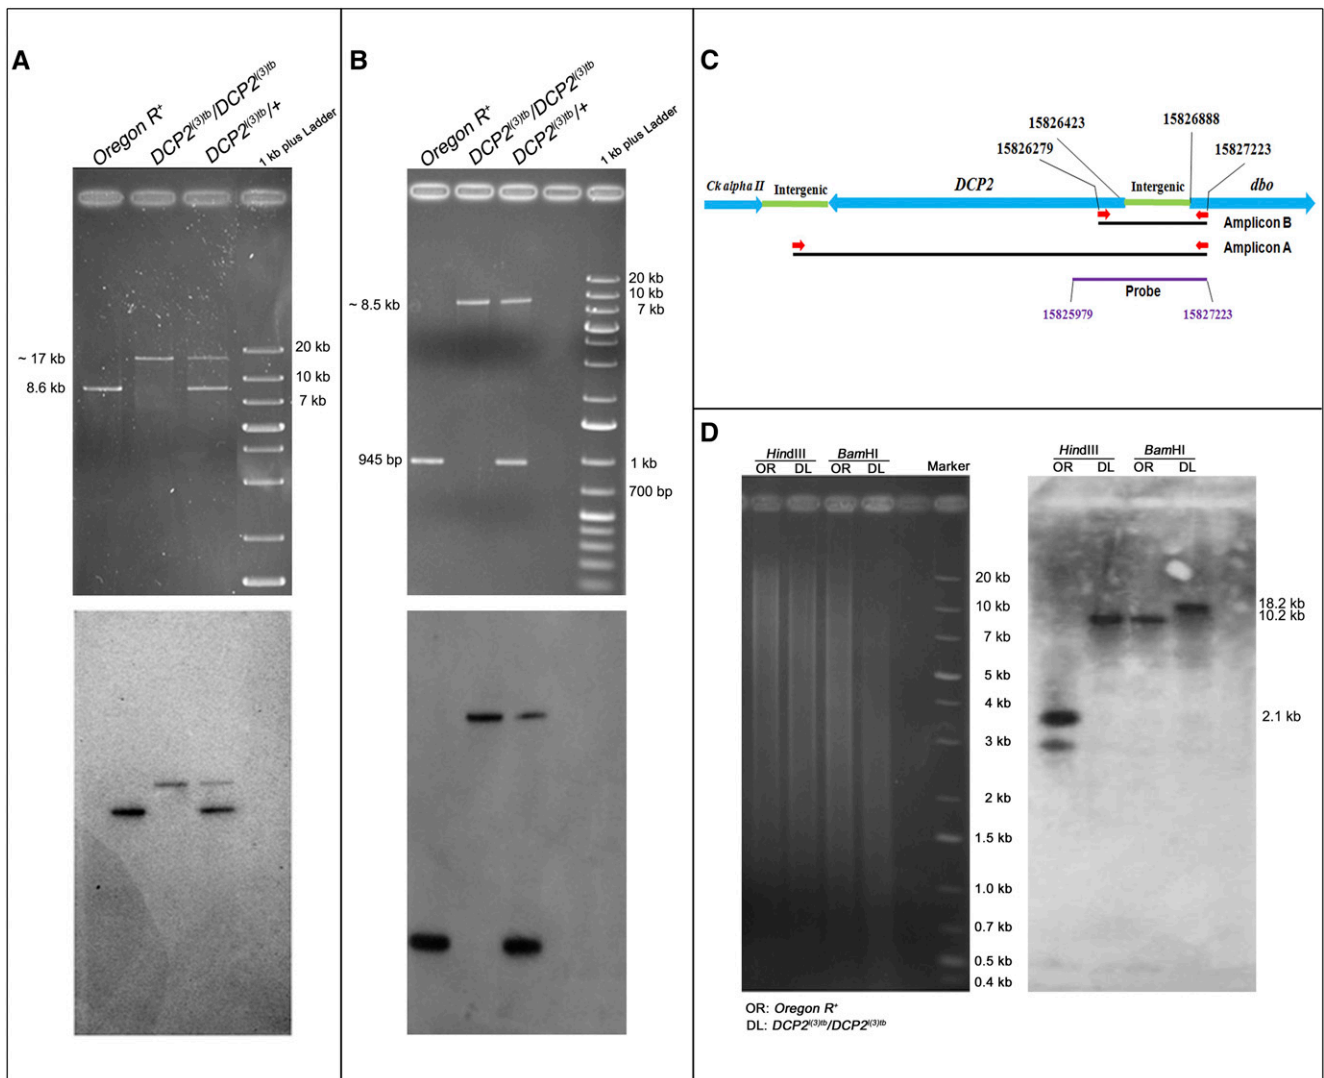 A
Oregon R+
DCP2l(3)tb/DCP2l(3)tb
DCP2l(3)tb/+
1 kb plus Ladder
~ 17 kb
8.6 kb
20 kb
10 kb
7 kb
B
Oregon R+
DCP2l(3)tb/DCP2l(3)tb
DCP2l(3)tb/+
1 kb plus Ladder
~ 8.5 kb
945 bp
20 kb
10 kb
7 kb
1 kb
700 bp
C
15826423
15826888
15826279
15827223
Ck alpha II
Intergenic
DCP2
Intergenic
dbo
Amplicon B
Amplicon A
Probe
15825979
15827223
D
HindIII
BamHI
OR
DL
OR
DL
Marker
20 kb
10 kb
7 kb
5 kb
4 kb
3 kb
2 kb
1.5 kb
1.0 kb
0.7 kb
0.5 kb
0.4 kb
HindIII
BamHI
OR
DL
OR
DL
18.2 kb
10.2 kb
2.1 kb
OR: Oregon R+
DL: DCP2l(3)tb/DCP2l(3)tb